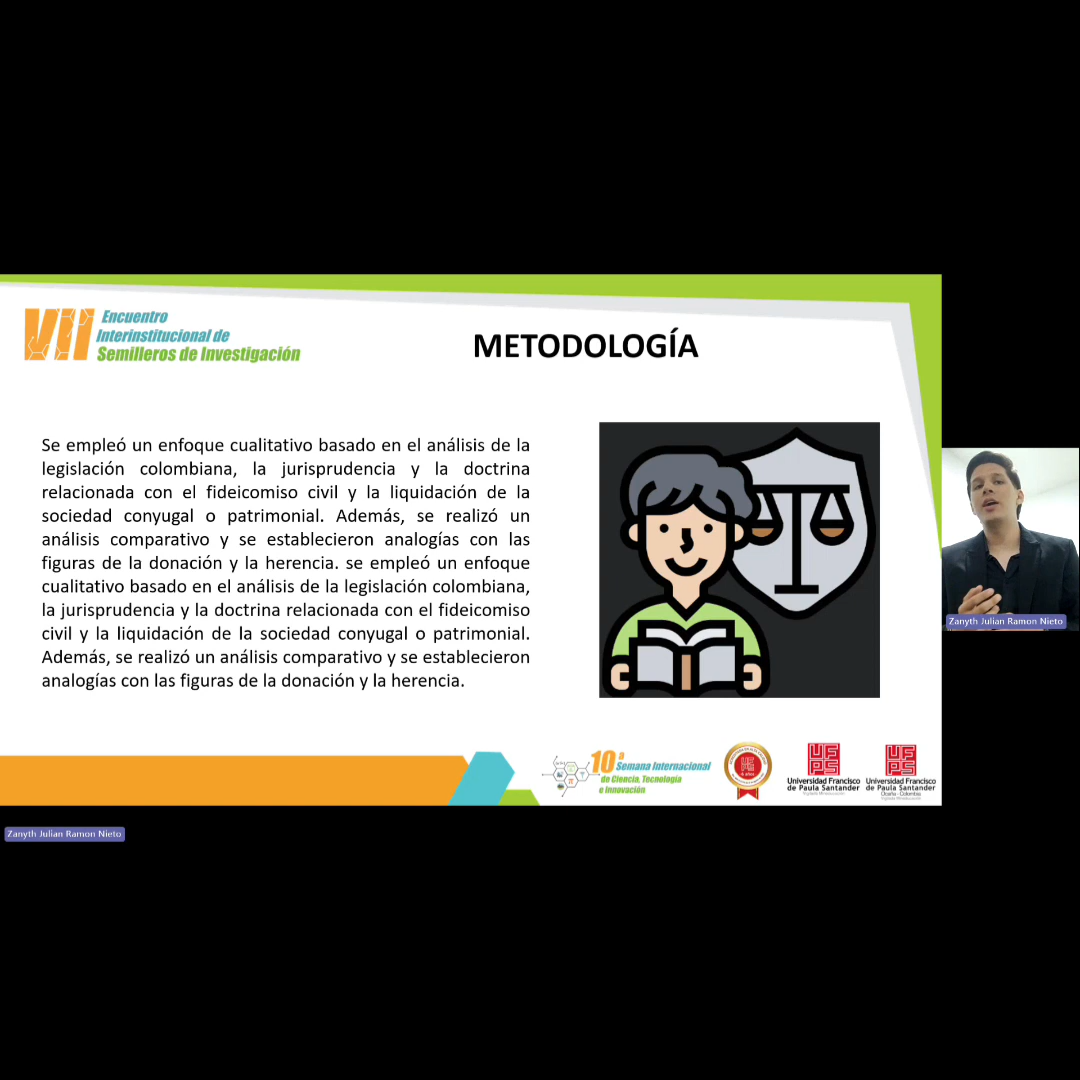 VII
Encuentro
Interinstitucional de
Semilleros de Investigación
METODOLOGÍA
Se empleó un enfoque cualitativo basado en el análisis de la
legislación colombiana, la jurisprudencia y la doctrina
relacionada con el fideicomiso civil y la liquidación de la
sociedad conyugal o patrimonial. Además, se realizó un
análisis comparativo y se establecieron analogías con las
figuras de la donación y la herencia. se empleó un enfoque
cualitativo basado en el análisis de la legislación colombiana,
la jurisprudencia y la doctrina relacionada con el fideicomiso
civil y la liquidación de la sociedad conyugal o patrimonial.
Además, se realizó un análisis comparativo y se establecieron
analogías con las figuras de la donación y la herencia.
Zanyth Julian Ramon Nieto
10ª
Semana Internacional
de Ciencia, Tecnología
e Innovación
UFPS
Universidad Francisco
de Paula Santander
UFPS
Universidad Francisco
de Paula Santander
Ocaña - Colombia
Zanyth Julian Ramon Nieto